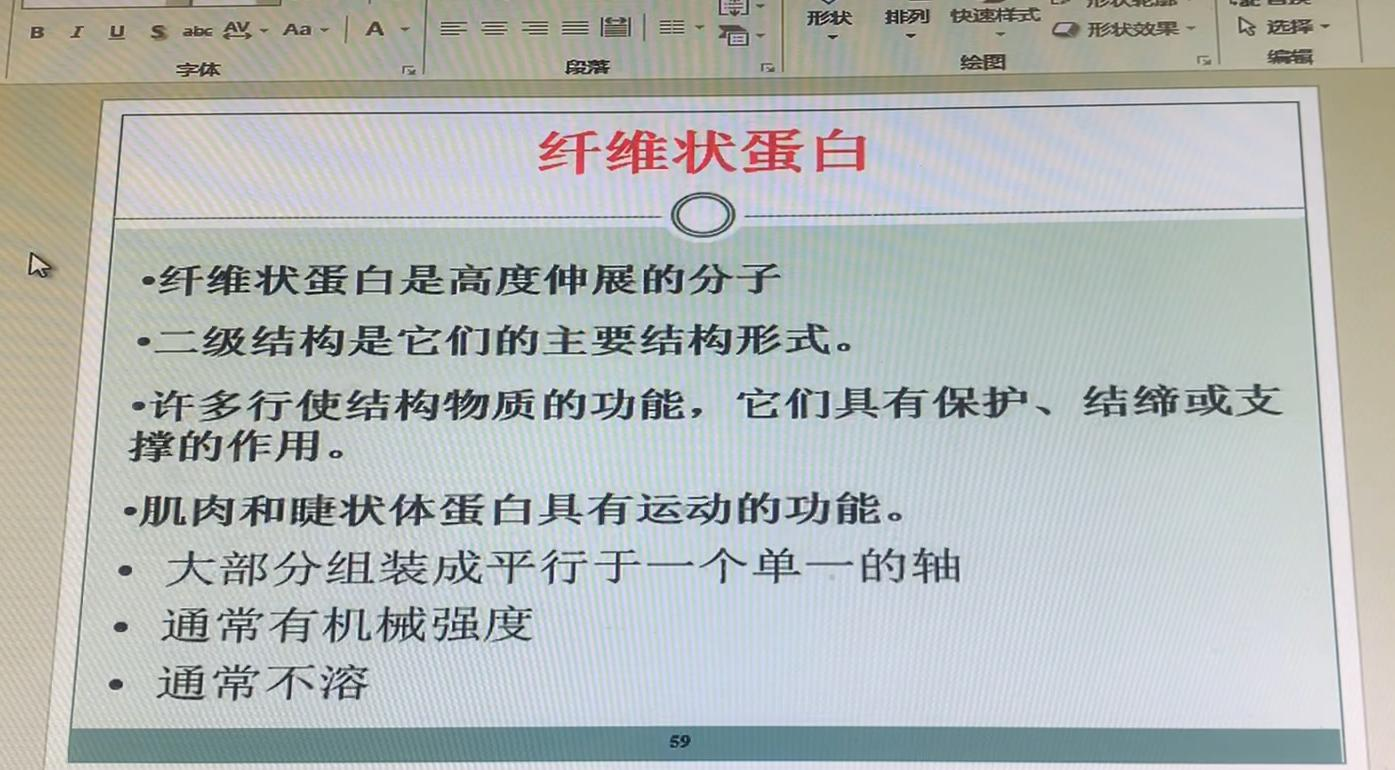 B I U S abc AV Aa A
形状 排列 快速样式 形状效果 选择
字体 段落 绘图 编辑
纤维状蛋白
•纤维状蛋白是高度伸展的分子
•二级结构是它们的主要结构形式。
•许多行使结构物质的功能，它们具有保护、结缔或支
撑的作用。
•肌肉和睫状体蛋白具有运动的功能。
• 大部分组装成平行于一个单一的轴
• 通常有机械强度
• 通常不溶
59